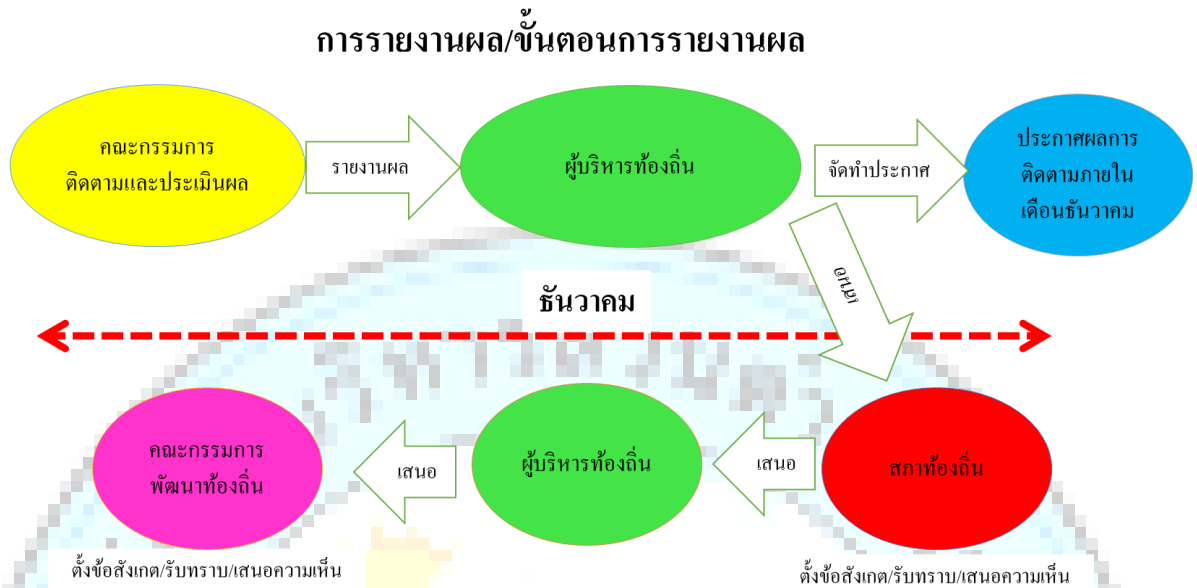 การรายงานผล/ขั้นตอนการรายงานผล
คณะกรรมการ
ติดตามและประเมินผล
รายงานผล
ผู้บริหารท้องถิ่น
จัดทำประกาศ
ประกาศผลการ
ติดตามภายใน
เดือนธันวาคม
เสนอ
ธันวาคม
คณะกรรมการ
พัฒนาท้องถิ่น
เสนอ
ผู้บริหารท้องถิ่น
เสนอ
สภาท้องถิ่น
ตั้งข้อสังเกต/รับทราบ/เสนอความเห็น
ตั้งข้อสังเกต/รับทราบ/เสนอความเห็น